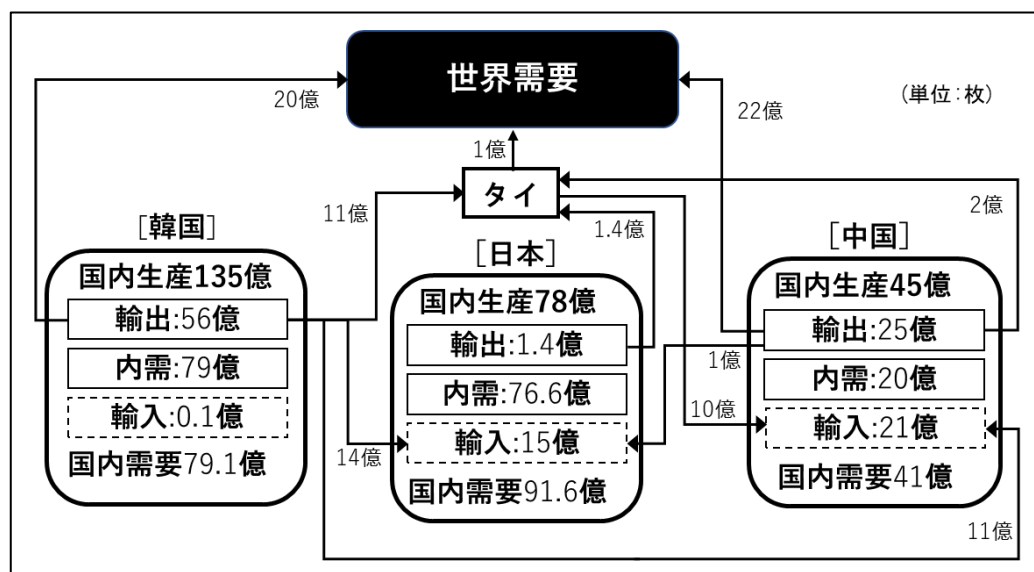 世界需要
(単位:枚)
20億
22億
1億
タイ
11億
1.4億
2億
[韓国]
国内生産135億
輸出:56億
内需:79億
輸入:0.1億
国内需要79.1億
[日本]
国内生産78億
輸出:1.4億
内需:76.6億
輸入:15億
国内需要91.6億
14億
[中国]
国内生産45億
輸出:25億
内需:20億
輸入:21億
国内需要41億
1億
10億
11億